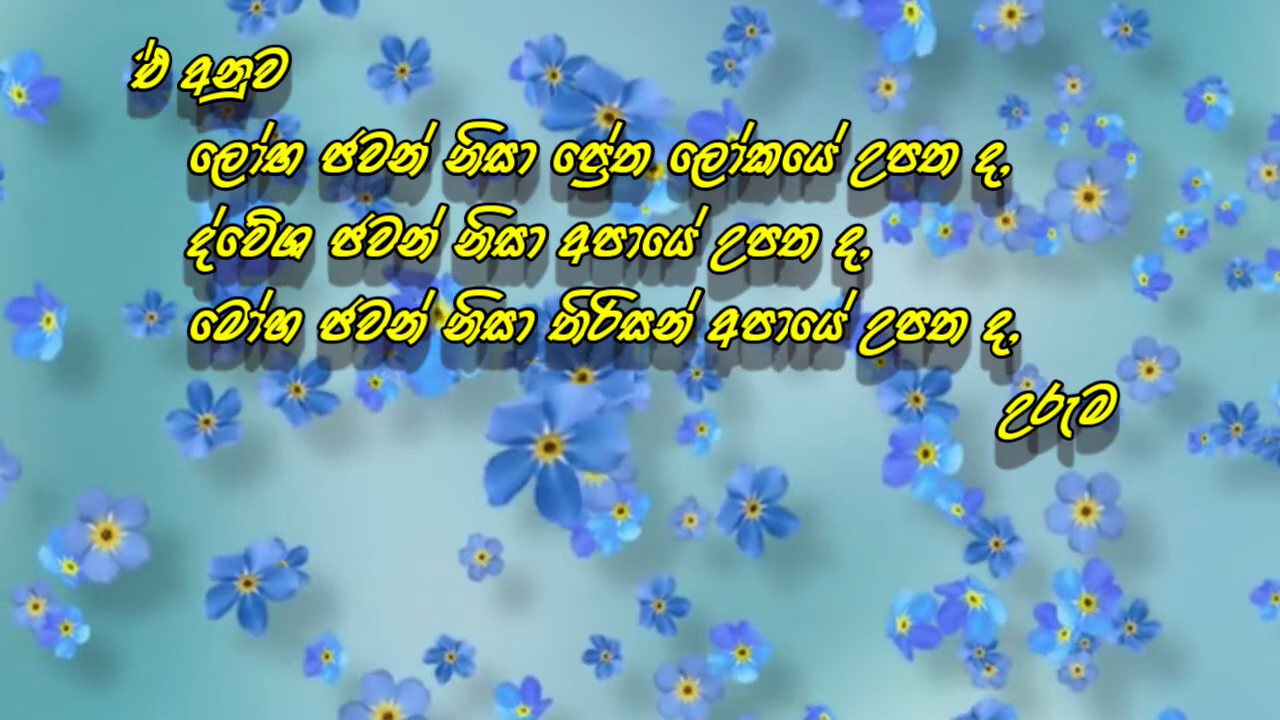 ඒ අනුව
ලෝභ ජවන් නිසා ප්‍රේත ලෝකයේ උපත ද,
ද්වේශ ජවන් නිසා අපායේ උපත ද,
මෝහ ජවන් නිසා තිරිසන් අපායේ උපත ද,
උරුම